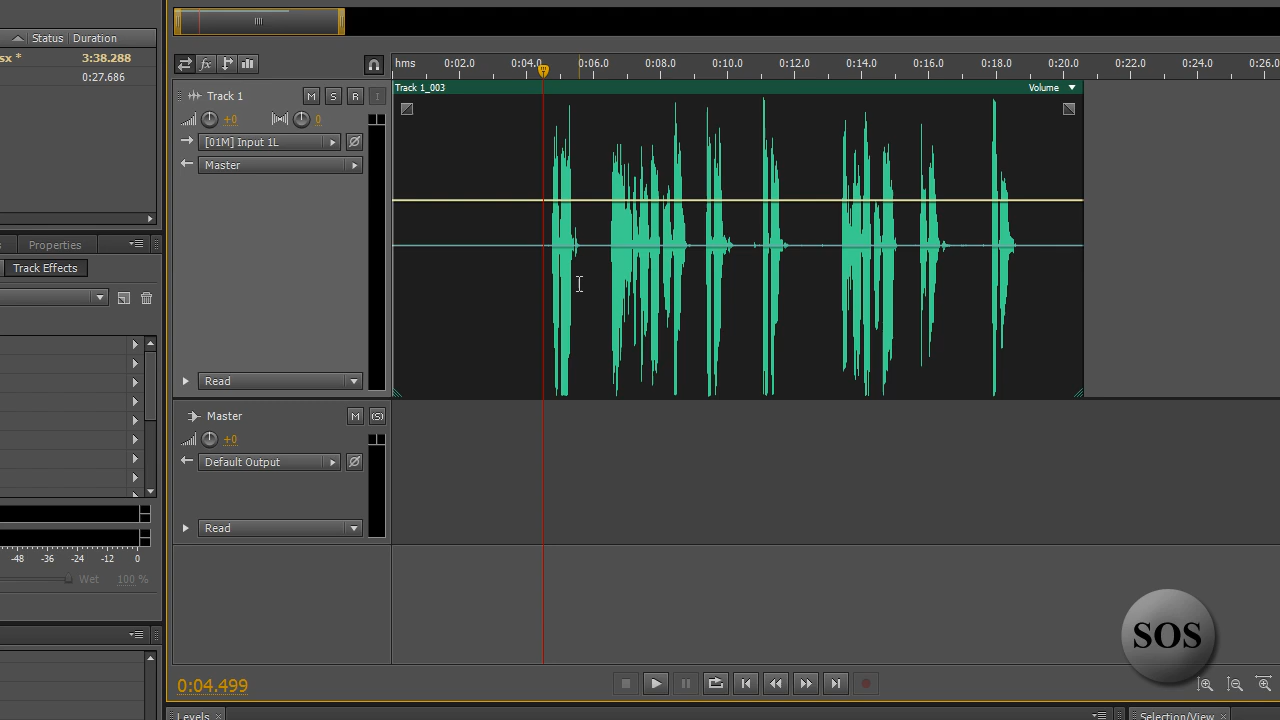 Status Duration
sx * 3:38.288
0:27.686
hms 0:02.0 0:04.0 0:06.0 0:08.0 0:10.0 0:12.0 0:14.0 0:16.0 0:18.0 0:20.0 0:22.0 0:24.0 0:26.0
Track 1 M S R I
Track 1_003 Volume
+0 0
[01M] Input 1L
Master
s Properties
Track Effects
Read
Master M (S)
+0
Default Output
Read
-48 -36 -24 -12 0
Wet 100 %
SOS
0:04.499
Levels x
Selection/View x